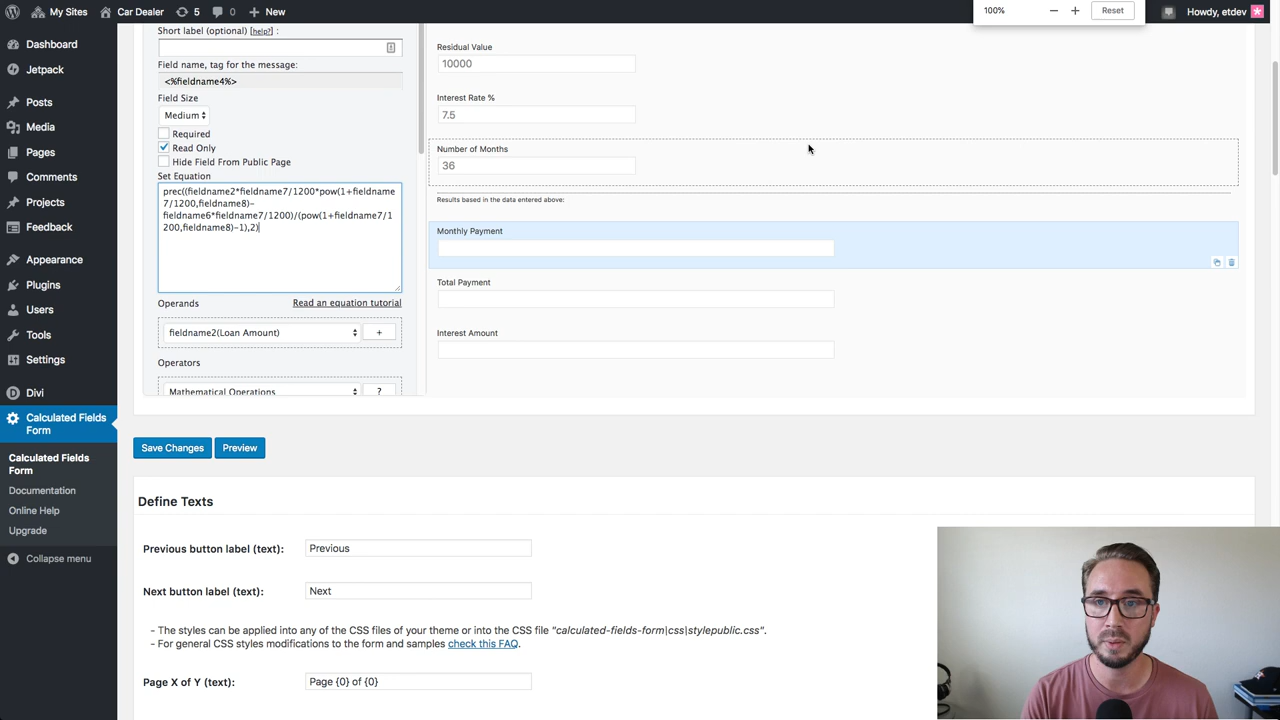 My Sites
Car Dealer
5
0
New
100%
Reset
Howdy, etdev
Dashboard
Jetpack
Posts
Media
Pages
Comments
Projects
Feedback
Appearance
Plugins
Users
Tools
Settings
Divi
Calculated Fields
Form
Calculated Fields
Form
Documentation
Online Help
Upgrade
Collapse menu
Short label (optional) [help?] :
Field name, tag for the message:
<%fieldname4%>
Field Size
Medium
Required
Read Only
Hide Field From Public Page
Set Equation
prec((fieldname2*fieldname7/1200*pow(1+fieldname
7/1200,fieldname8)-
fieldname6*fieldname7/1200)/(pow(1+fieldname7/1
200,fieldname8)-1),2)
Operands
Read an equation tutorial
fieldname2(Loan Amount)
+
Operators
Mathematical Operations
?
Residual Value
10000
Interest Rate %
7.5
Number of Months
36
Results based in the data entered above:
Monthly Payment
Total Payment
Interest Amount
Save Changes
Preview
Define Texts
Previous button label (text):
Previous
Next button label (text):
Next
- The styles can be applied into any of the CSS files of your theme or into the CSS file "calculated-fields-form\css\stylepublic.css".
- For general CSS styles modifications to the form and samples check this FAQ.
Page X of Y (text):
Page {0} of {0}